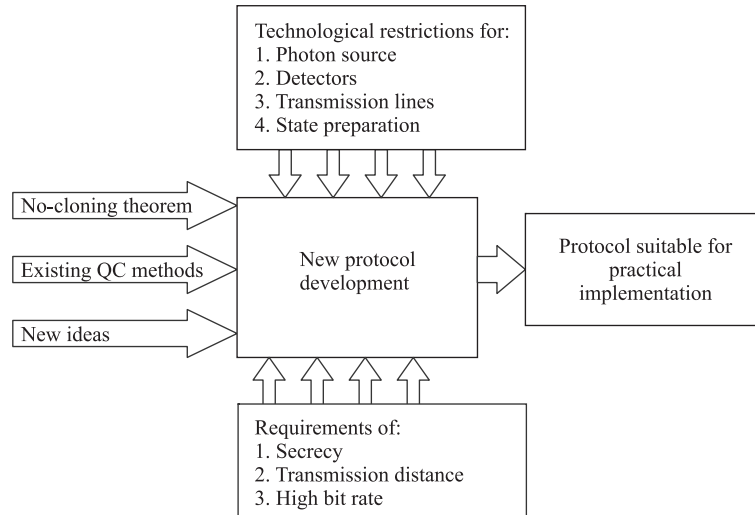 Technological restrictions for:
1. Photon source
2. Detectors
3. Transmission lines
4. State preparation
No-cloning theorem
Existing QC methods
New ideas
New protocol
development
Protocol suitable for
practical
implementation
Requirements of:
1. Secrecy
2. Transmission distance
3. High bit rate